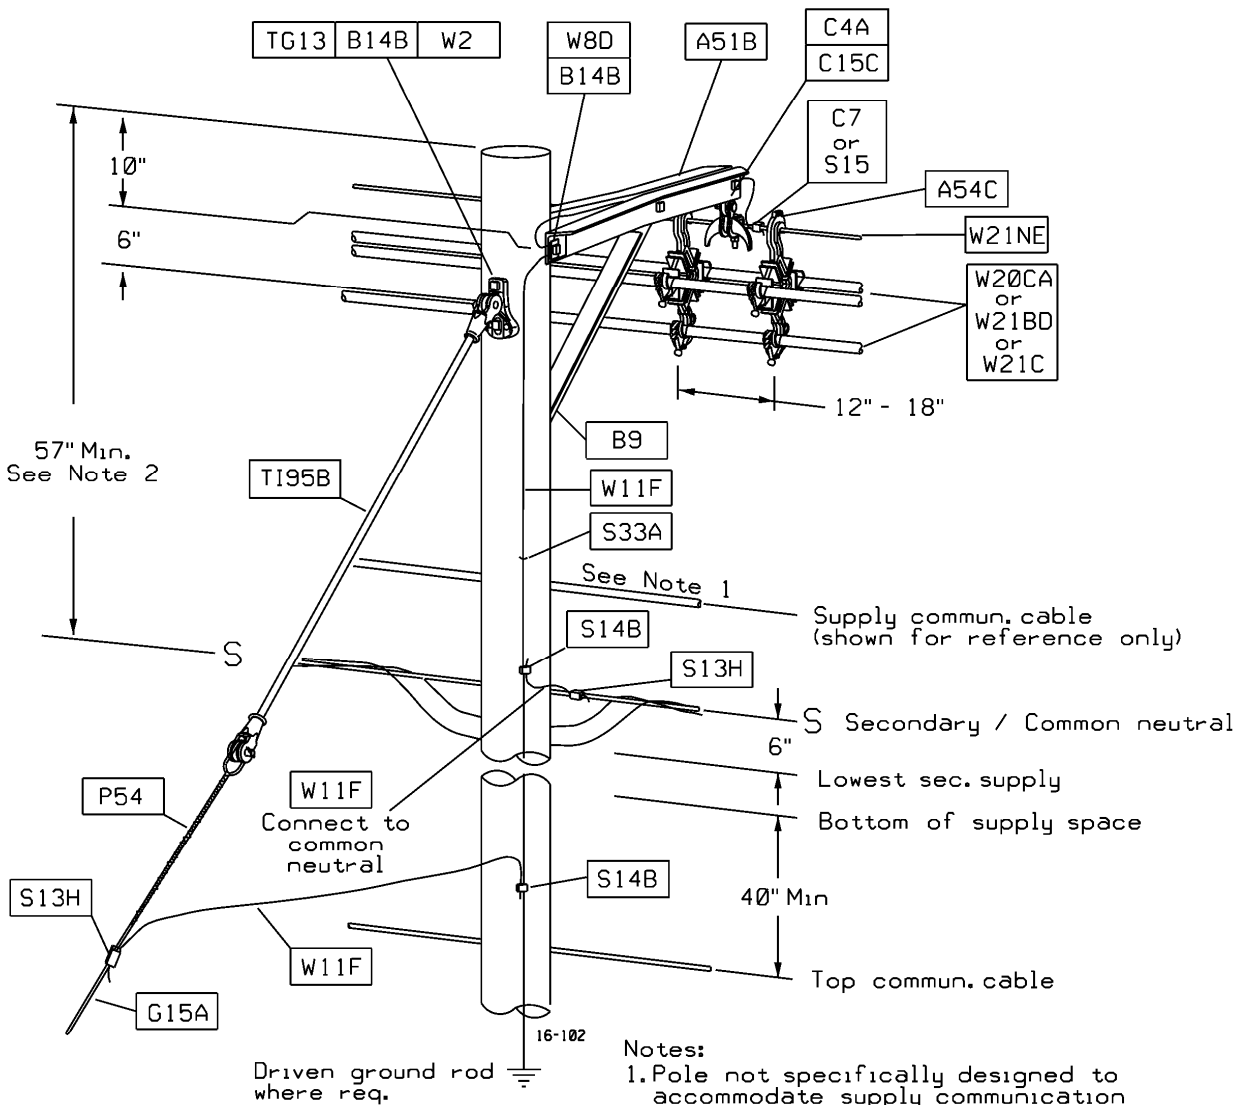 TG13 B14B W2
W8D
B14B
A51B
C4A
C15C
C7
or
S15
A54C
10"
6"
W21NE
W20CA
or
W21BD
or
W21C
12" - 18"
57" Min.
See Note 2
TI95B
B9
W11F
S33A
See Note 1
Supply commun. cable
(shown for reference only)
S14B
S
S13H
S Secondary / Common neutral
6"
Lowest sec. supply
Bottom of supply space
W11F
Connect to
common
neutral
P54
S14B
40" Min
S13H
W11F
Top commun. cable
G15A
16-102
Driven ground rod
where req.
Notes:
1. Pole not specifically designed to
accommodate supply communication